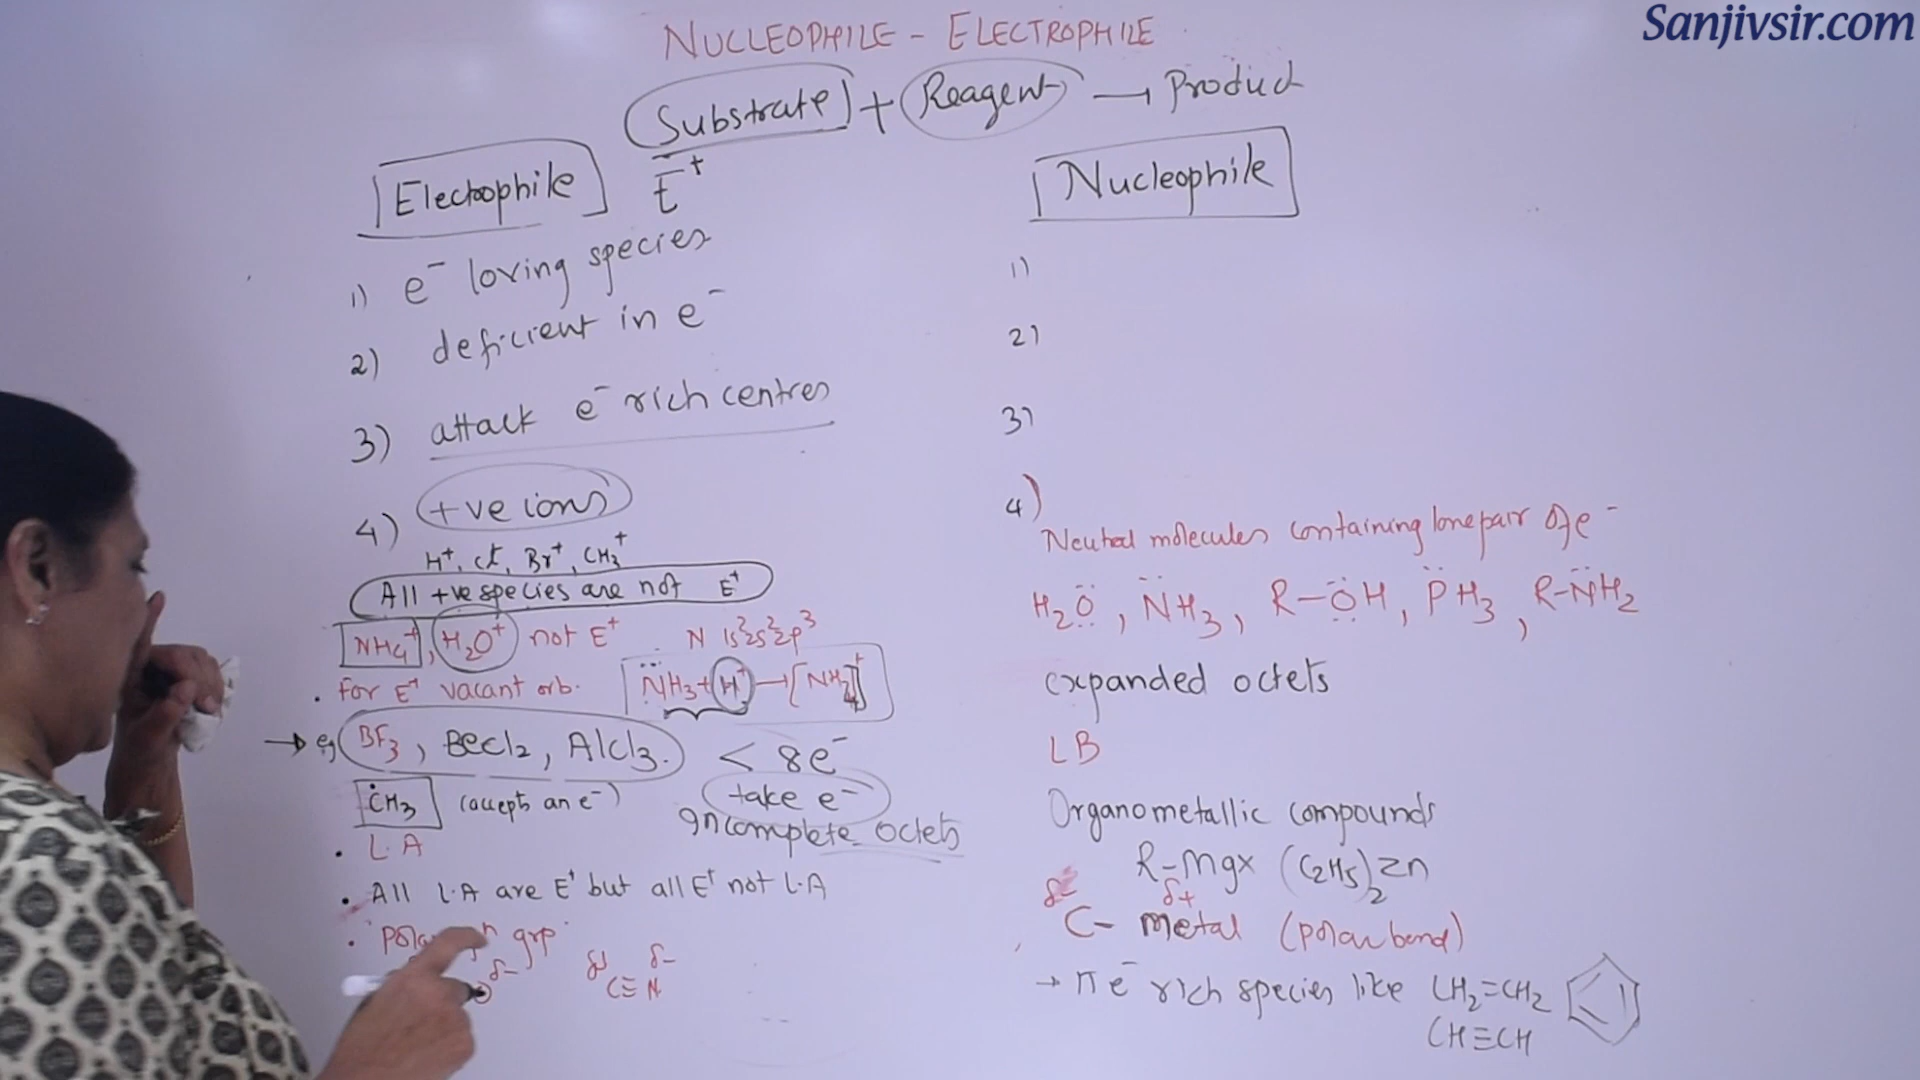 Sanjivsir.com
NUCLEOPHILE - ELECTROPHILE
Substrate + Reagent → Product
Electrophile E⁺
1) e⁻ loving species
2) deficient in e⁻
3) attack e⁻ rich centres
4) +ve ions
H⁺, Cl⁺, Br⁺, CH₃⁺
All +ve species are not E⁺
NH₄⁺, H₃O⁺ not E⁺ N 1s²2s²2p³
. For E⁺ vacant orb. NH₃ + H⁺ → [NH₄]⁺
→ eg BF₃, BeCl₂, AlCl₃. < 8e⁻
ĊH₃ (accepts an e⁻) take e⁻
incomplete octets
. L.A
. All L.A are E⁺ but all E⁺ not L.A
. grp
δ- δ+ δ-
O C≡N
Nucleophile
1)
2)
3)
4)
Neutral molecules containing lone pair of e⁻
H₂O, NH₃, R-OH, PH₃, R-NH₂
expanded octets
LB
Organometallic compounds
R-Mgx (C₂H₅)₂Zn
δ- δ+
C- metal (polar bond)
→ π e⁻ rich species like CH₂=CH₂
CH≡CH